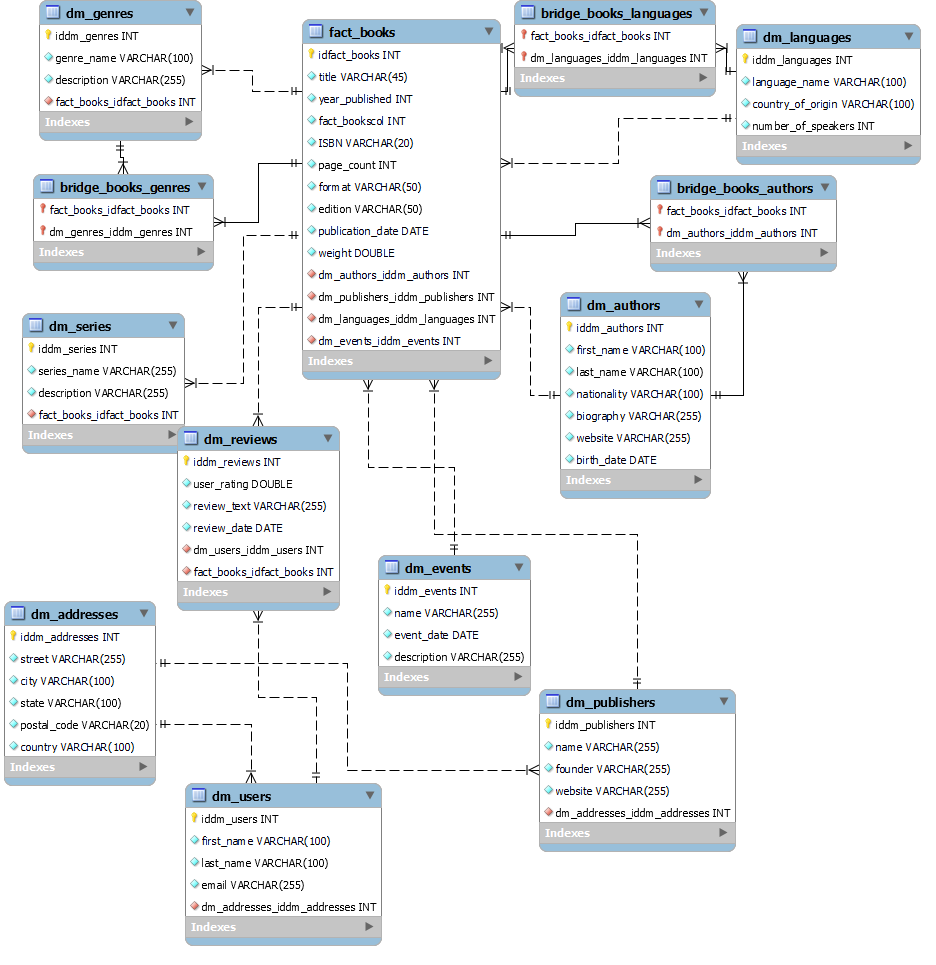 dm_genres
iddm_genres INT
genre_name VARCHAR(100)
description VARCHAR(255)
fact_books_idfact_books INT
Indexes
fact_books
idfact_books INT
title VARCHAR(45)
year_published INT
fact_bookscol INT
ISBN VARCHAR(20)
page_count INT
format VARCHAR(50)
edition VARCHAR(50)
publication_date DATE
weight DOUBLE
dm_authors_iddm_authors INT
dm_publishers_iddm_publishers INT
dm_languages_iddm_languages INT
dm_events_iddm_events INT
Indexes
bridge_books_languages
fact_books_idfact_books INT
dm_languages_iddm_languages INT
Indexes
dm_languages
iddm_languages INT
language_name VARCHAR(100)
country_of_origin VARCHAR(100)
number_of_speakers INT
Indexes
bridge_books_genres
fact_books_idfact_books INT
dm_genres_iddm_genres INT
Indexes
bridge_books_authors
fact_books_idfact_books INT
dm_authors_iddm_authors INT
Indexes
dm_series
iddm_series INT
series_name VARCHAR(255)
description VARCHAR(255)
fact_books_idfact_books INT
Indexes
dm_authors
iddm_authors INT
first_name VARCHAR(100)
last_name VARCHAR(100)
nationality VARCHAR(100)
biography VARCHAR(255)
website VARCHAR(255)
birth_date DATE
Indexes
dm_reviews
iddm_reviews INT
user_rating DOUBLE
review_text VARCHAR(255)
review_date DATE
dm_users_iddm_users INT
fact_books_idfact_books INT
Indexes
dm_events
iddm_events INT
name VARCHAR(255)
event_date DATE
description VARCHAR(255)
Indexes
dm_addresses
iddm_addresses INT
street VARCHAR(255)
city VARCHAR(100)
state VARCHAR(100)
postal_code VARCHAR(20)
country VARCHAR(100)
Indexes
dm_publishers
iddm_publishers INT
name VARCHAR(255)
founder VARCHAR(255)
website VARCHAR(255)
dm_addresses_iddm_addresses INT
Indexes
dm_users
iddm_users INT
first_name VARCHAR(100)
last_name VARCHAR(100)
email VARCHAR(255)
dm_addresses_iddm_addresses INT
Indexes